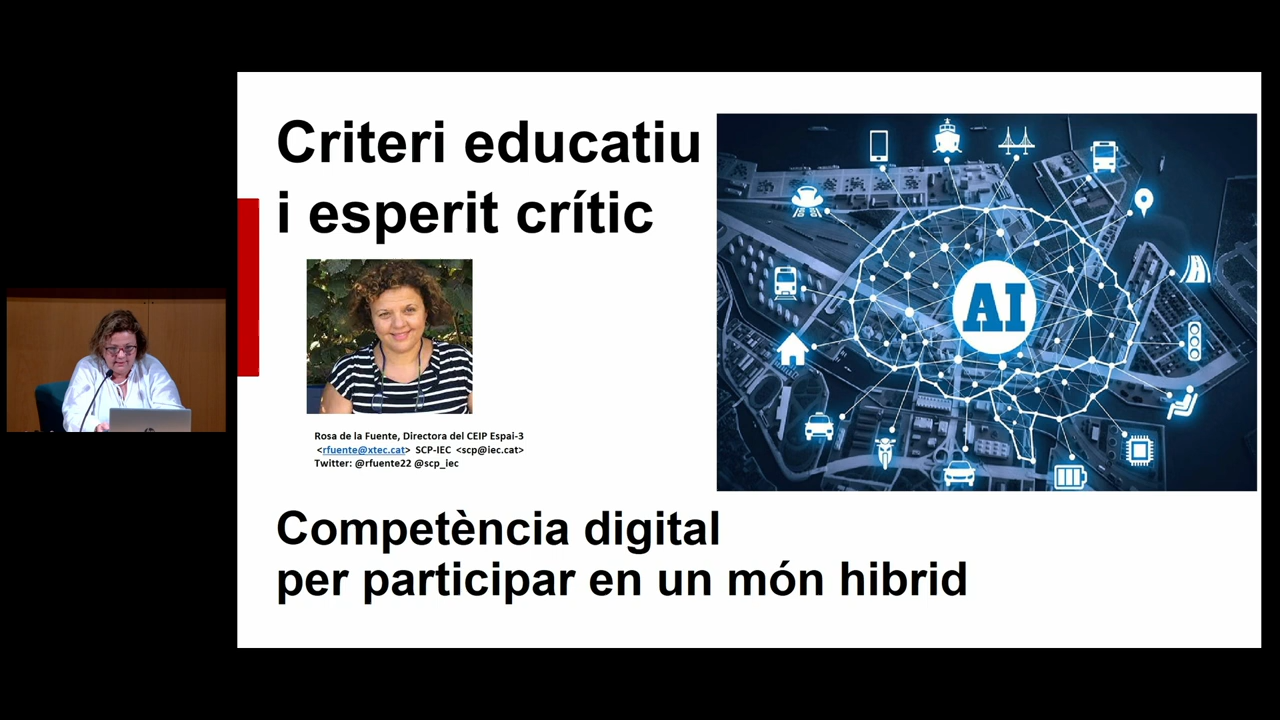 Criteri educatiu
i esperit crític
AI
Rosa de la Fuente, Directora del CEIP Espai-3
<rfuente@xtec.cat> SCP-IEC <scp@iec.cat>
Twitter: @rfuente22 @scp_iec
Competència digital
per participar en un món hibrid